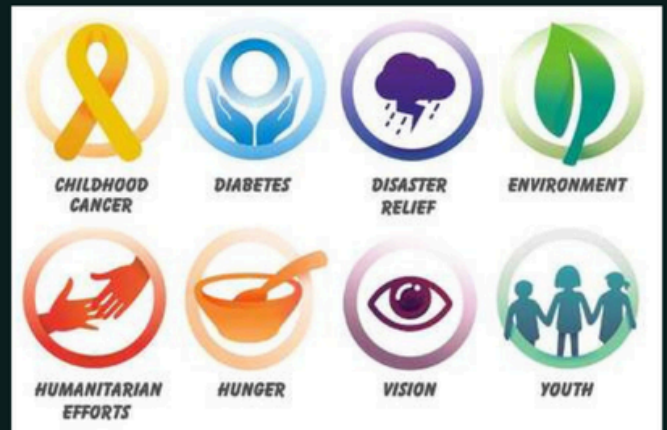 CHILDHOOD
CANCER
DIABETES
DISASTER
RELIEF
ENVIRONMENT
HUMANITARIAN
EFFORTS
HUNGER
VISION
YOUTH